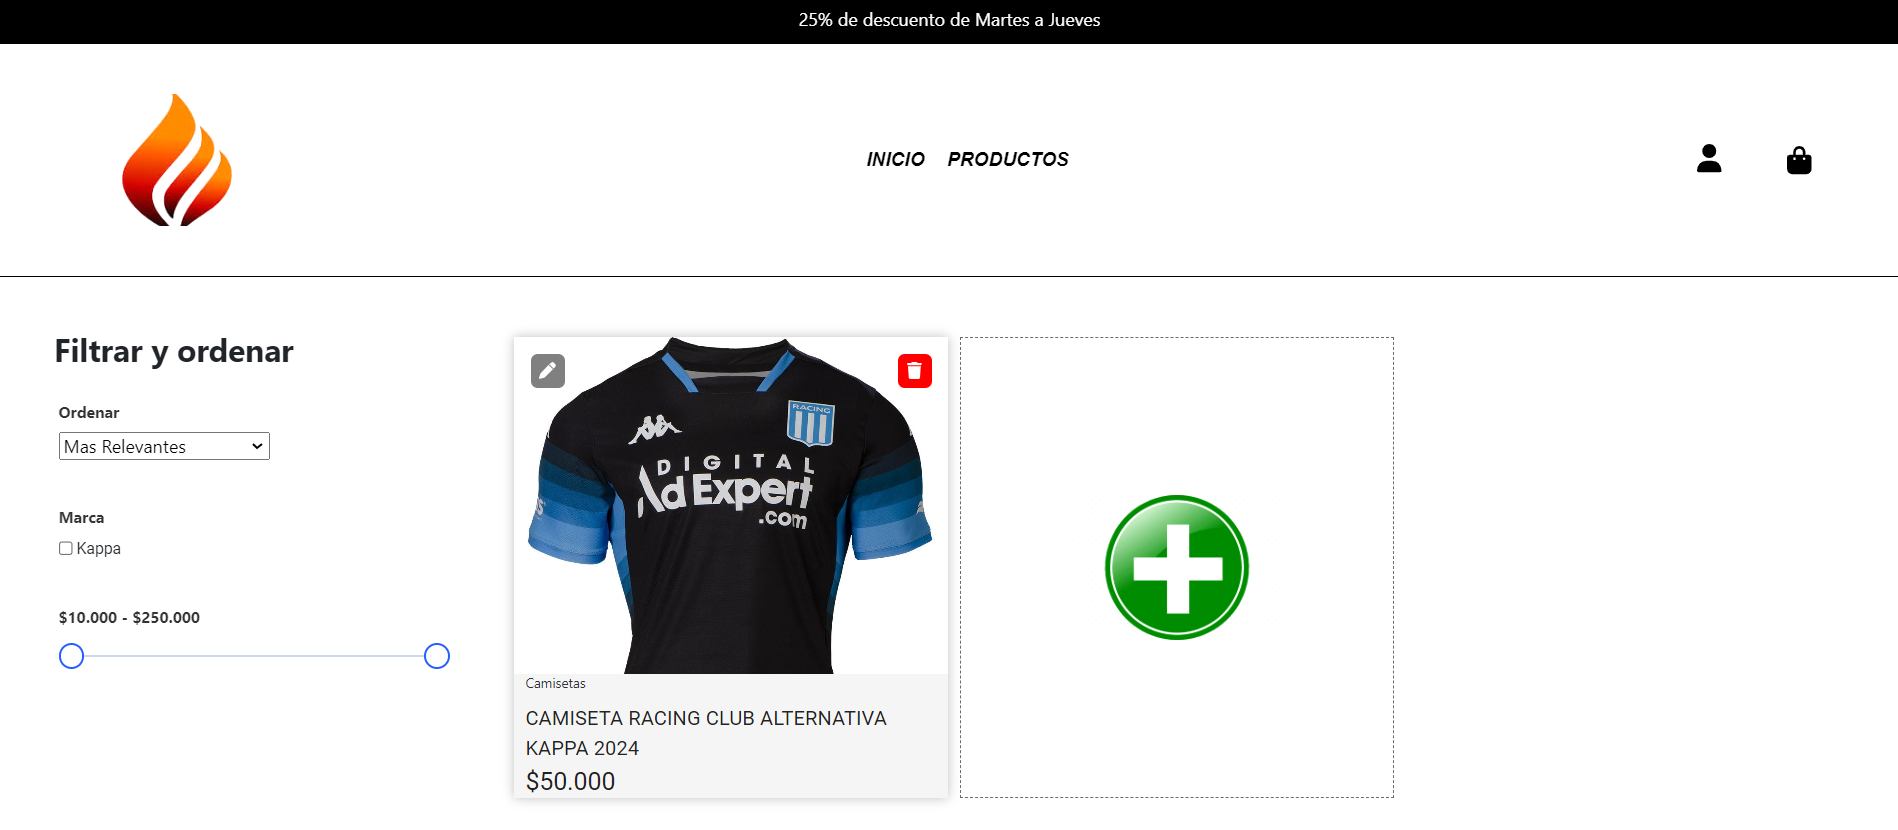 25% de descuento de Martes a Jueves
INICIO PRODUCTOS
Filtrar y ordenar
Ordenar
Mas Relevantes
Marca
Kappa
$10.000 - $250.000
RACING
DIGITAL
AdExpert
.com
Camisetas
CAMISETA RACING CLUB ALTERNATIVA
KAPPA 2024
$50.000